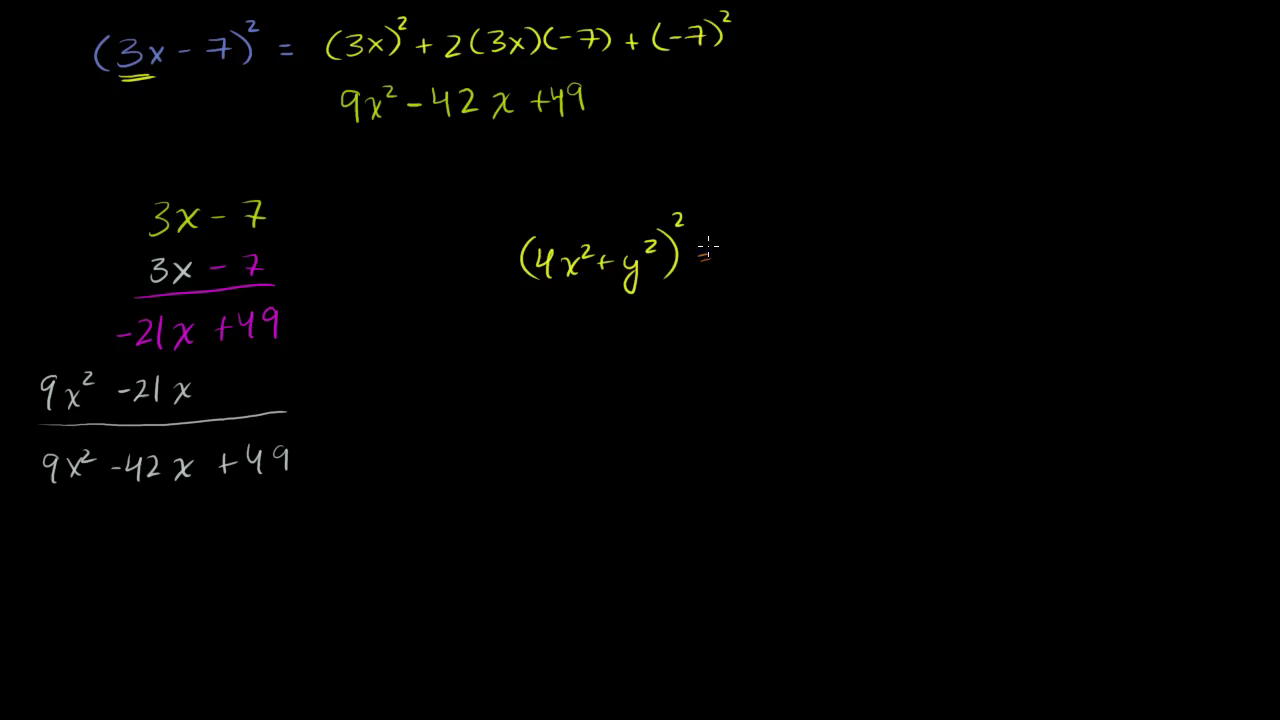 (3x - 7)² = (3x)² + 2(3x)(-7) + (-7)²
9x² - 42x + 49
3x - 7
3x - 7
-21x + 49
9x² - 21x
9x² - 42x + 49
(4x² + y²)² =